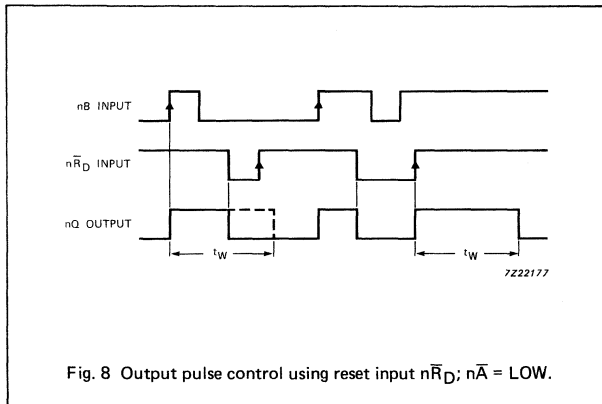 nB INPUT
nR̅D INPUT
nQ OUTPUT
tW
tW
7Z22177
Fig. 8 Output pulse control using reset input nR̅D; nA̅ = LOW.